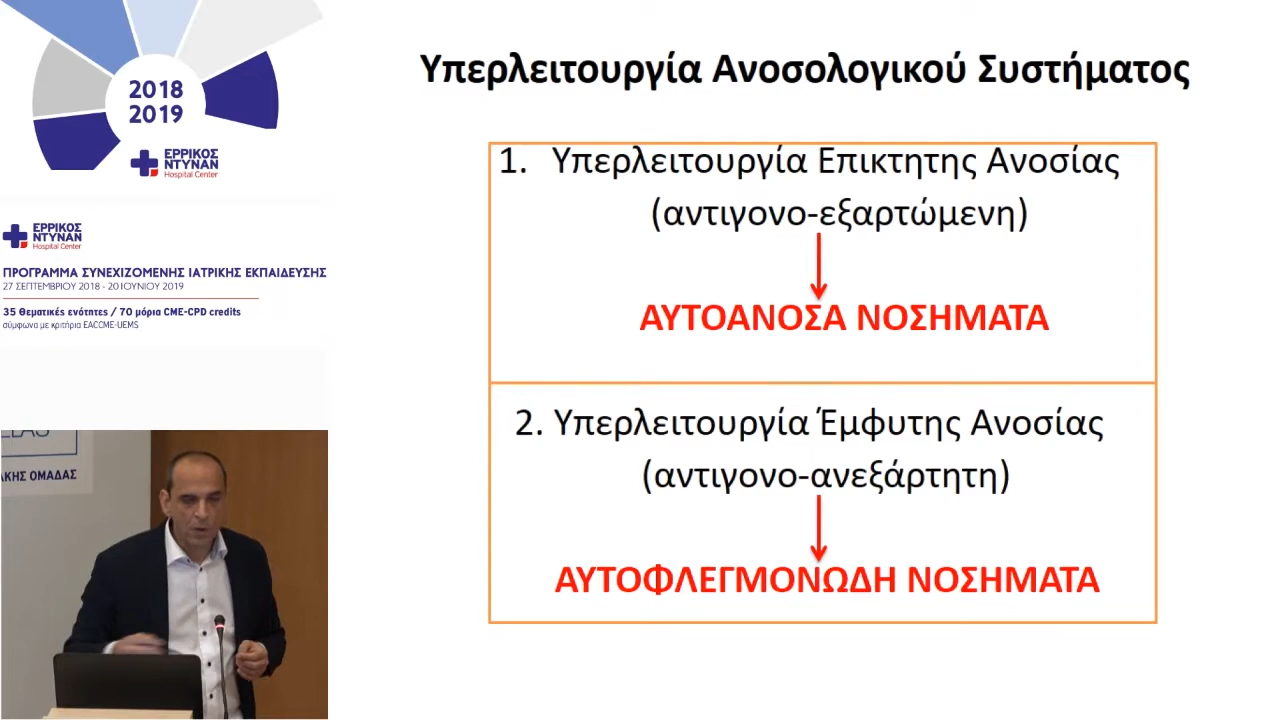 2018
2019
ΕΡΡΙΚΟΣ
ΝΤΥΝΑΝ
Hospital Center
ΕΡΡΙΚΟΣ
ΝΤΥΝΑΝ
Hospital Center
ΠΡΟΓΡΑΜΜΑ ΣΥΝΕΧΙΖΟΜΕΝΗΣ ΙΑΤΡΙΚΗΣ ΕΚΠΑΙΔΕΥΣΗΣ
27 ΣΕΠΤΕΜΒΡΙΟΥ 2018 - 20 ΙΟΥΝΙΟΥ 2019
35 Θεματικές ενότητες / 70 μόρια CME-CPD credits
σύμφωνα με κριτήρια EACCME-UEMS
ΑΚΗΣ ΟΜΑΔΑΣ
Υπερλειτουργία Ανοσολογικού Συστήματος
1. Υπερλειτουργία Επικτητης Ανοσίας
(αντιγονο-εξαρτώμενη)
ΑΥΤΟΑΝΟΣΑ ΝΟΣΗΜΑΤΑ
2. Υπερλειτουργία Έμφυτης Ανοσίας
(αντιγονο-ανεξάρτητη)
ΑΥΤΟΦΛΕΓΜΟΝΩΔΗ ΝΟΣΗΜΑΤΑ